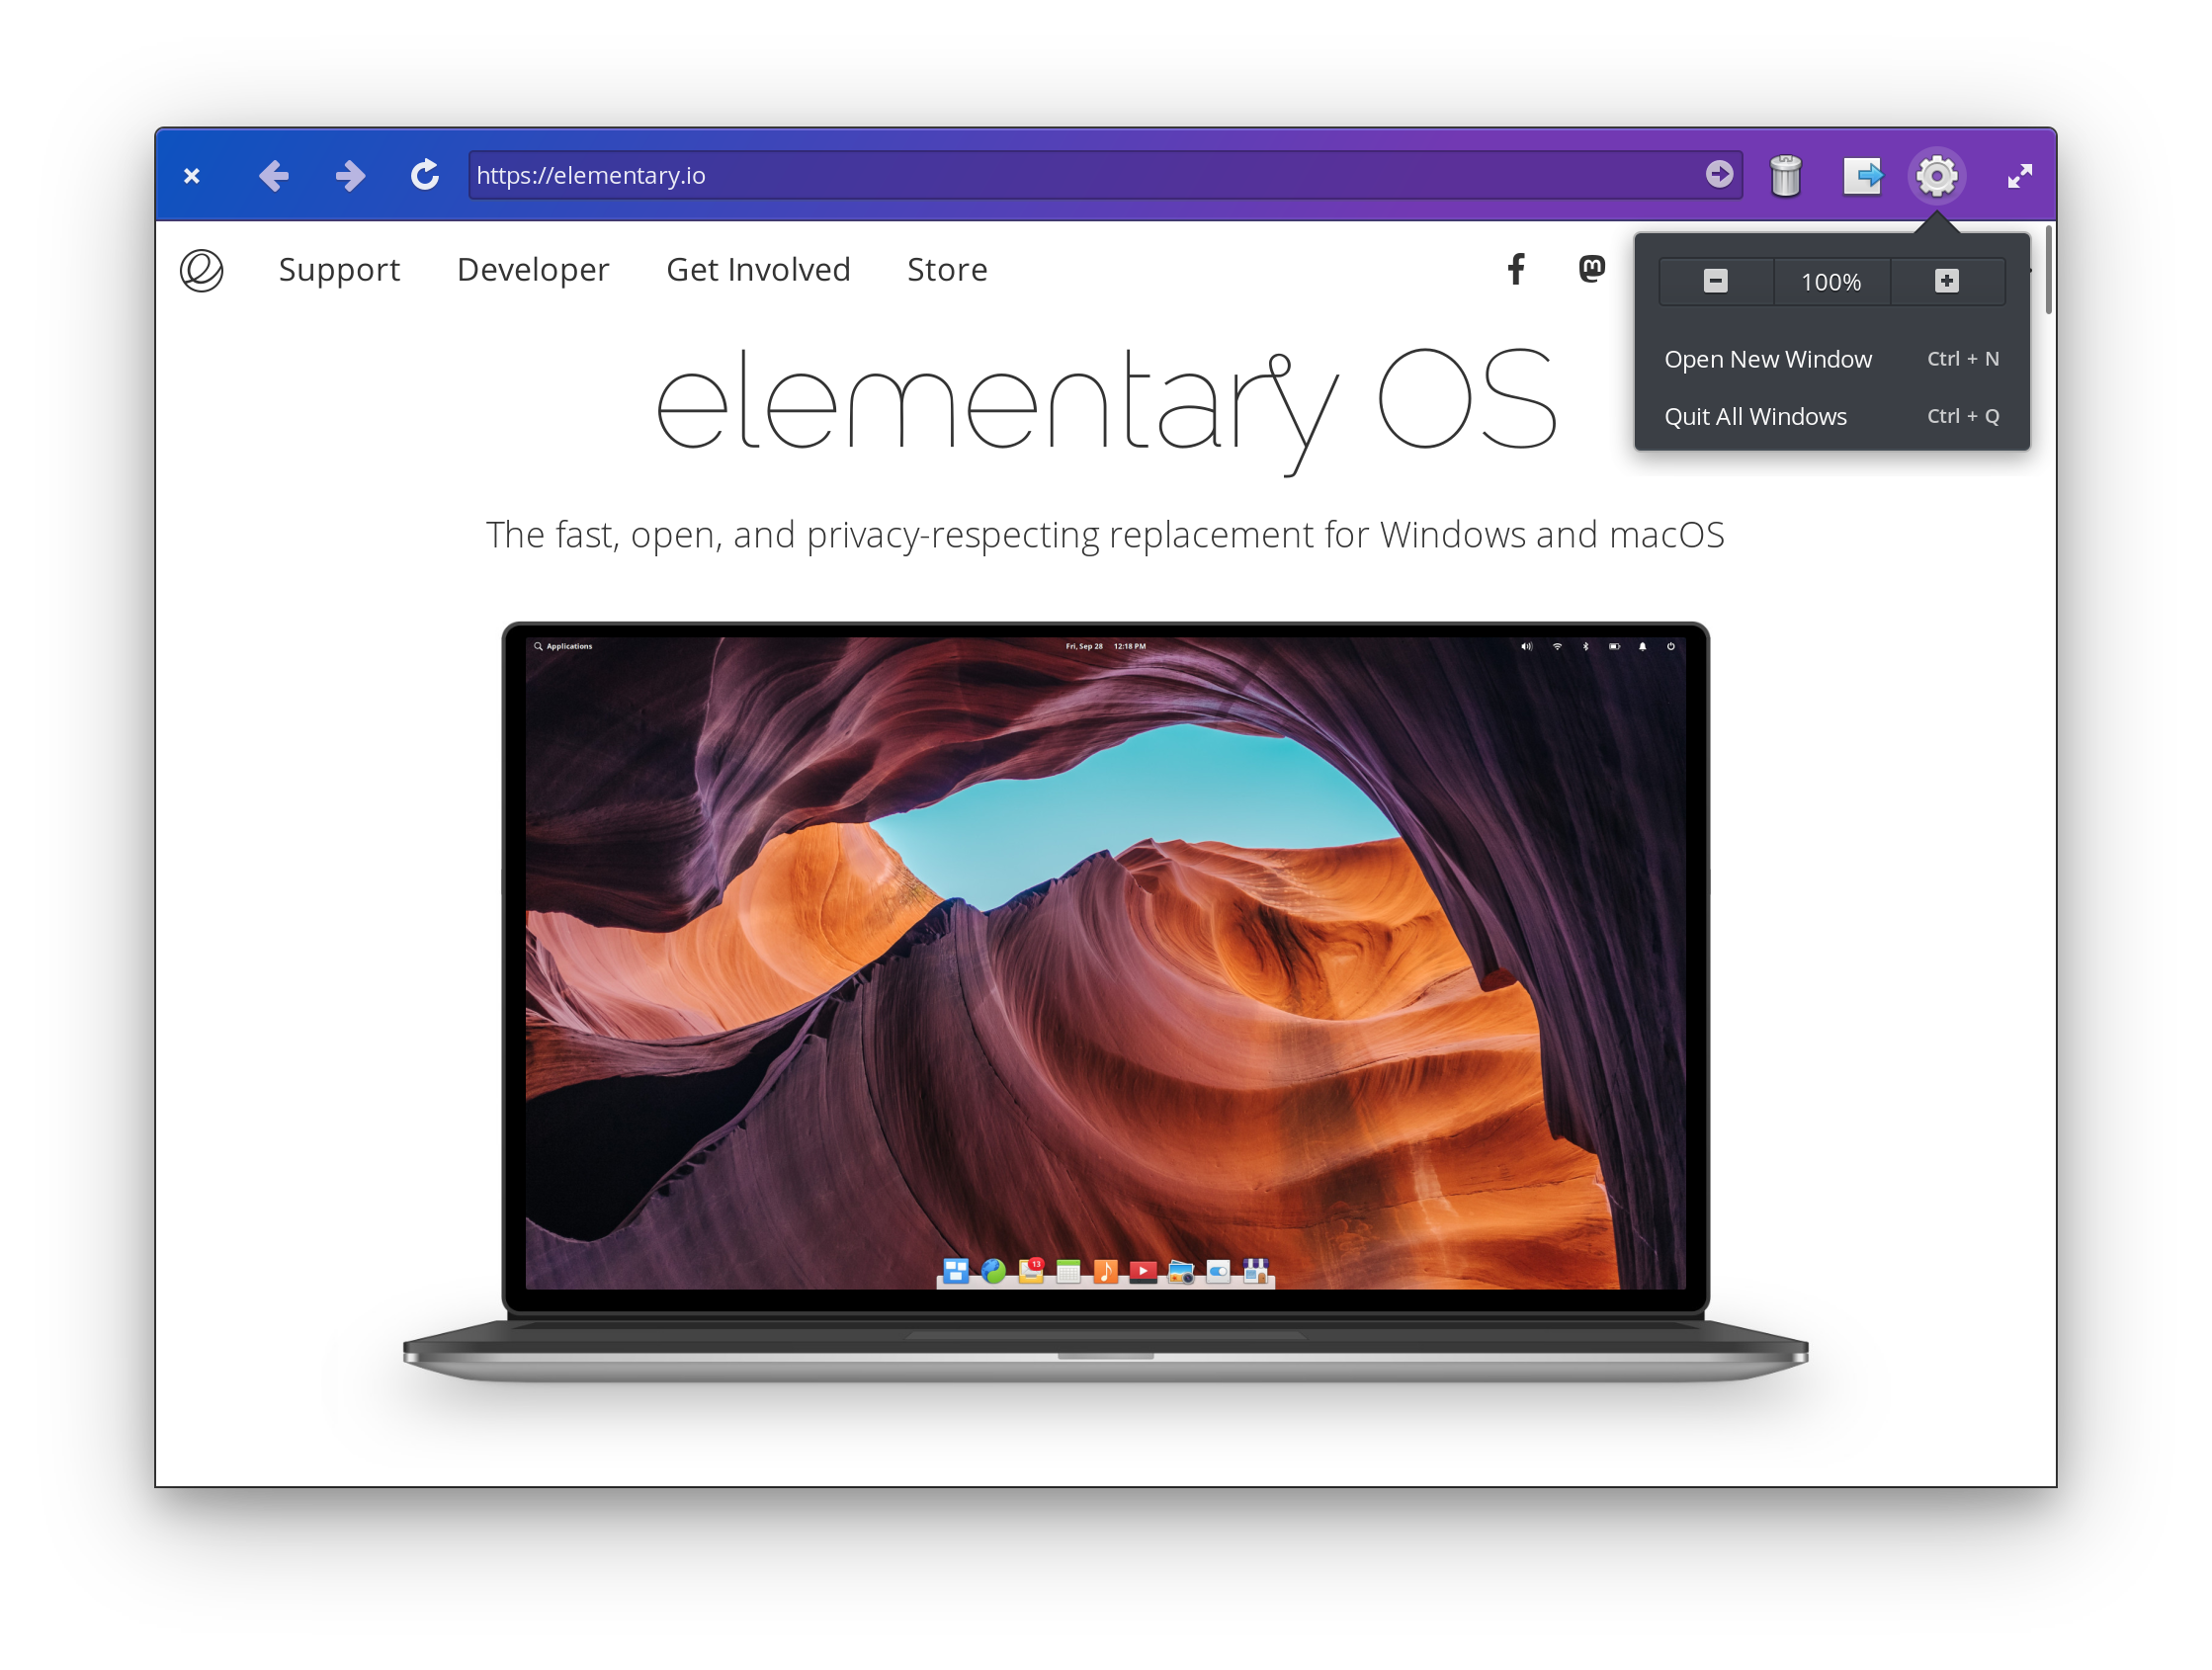 https://elementary.io
Support Developer Get Involved Store
100%
Open New Window Ctrl + N
Quit All Windows Ctrl + Q
elementary OS
The fast, open, and privacy-respecting replacement for Windows and macOS
Applications Fri, Sep 28 12:18 PM
13